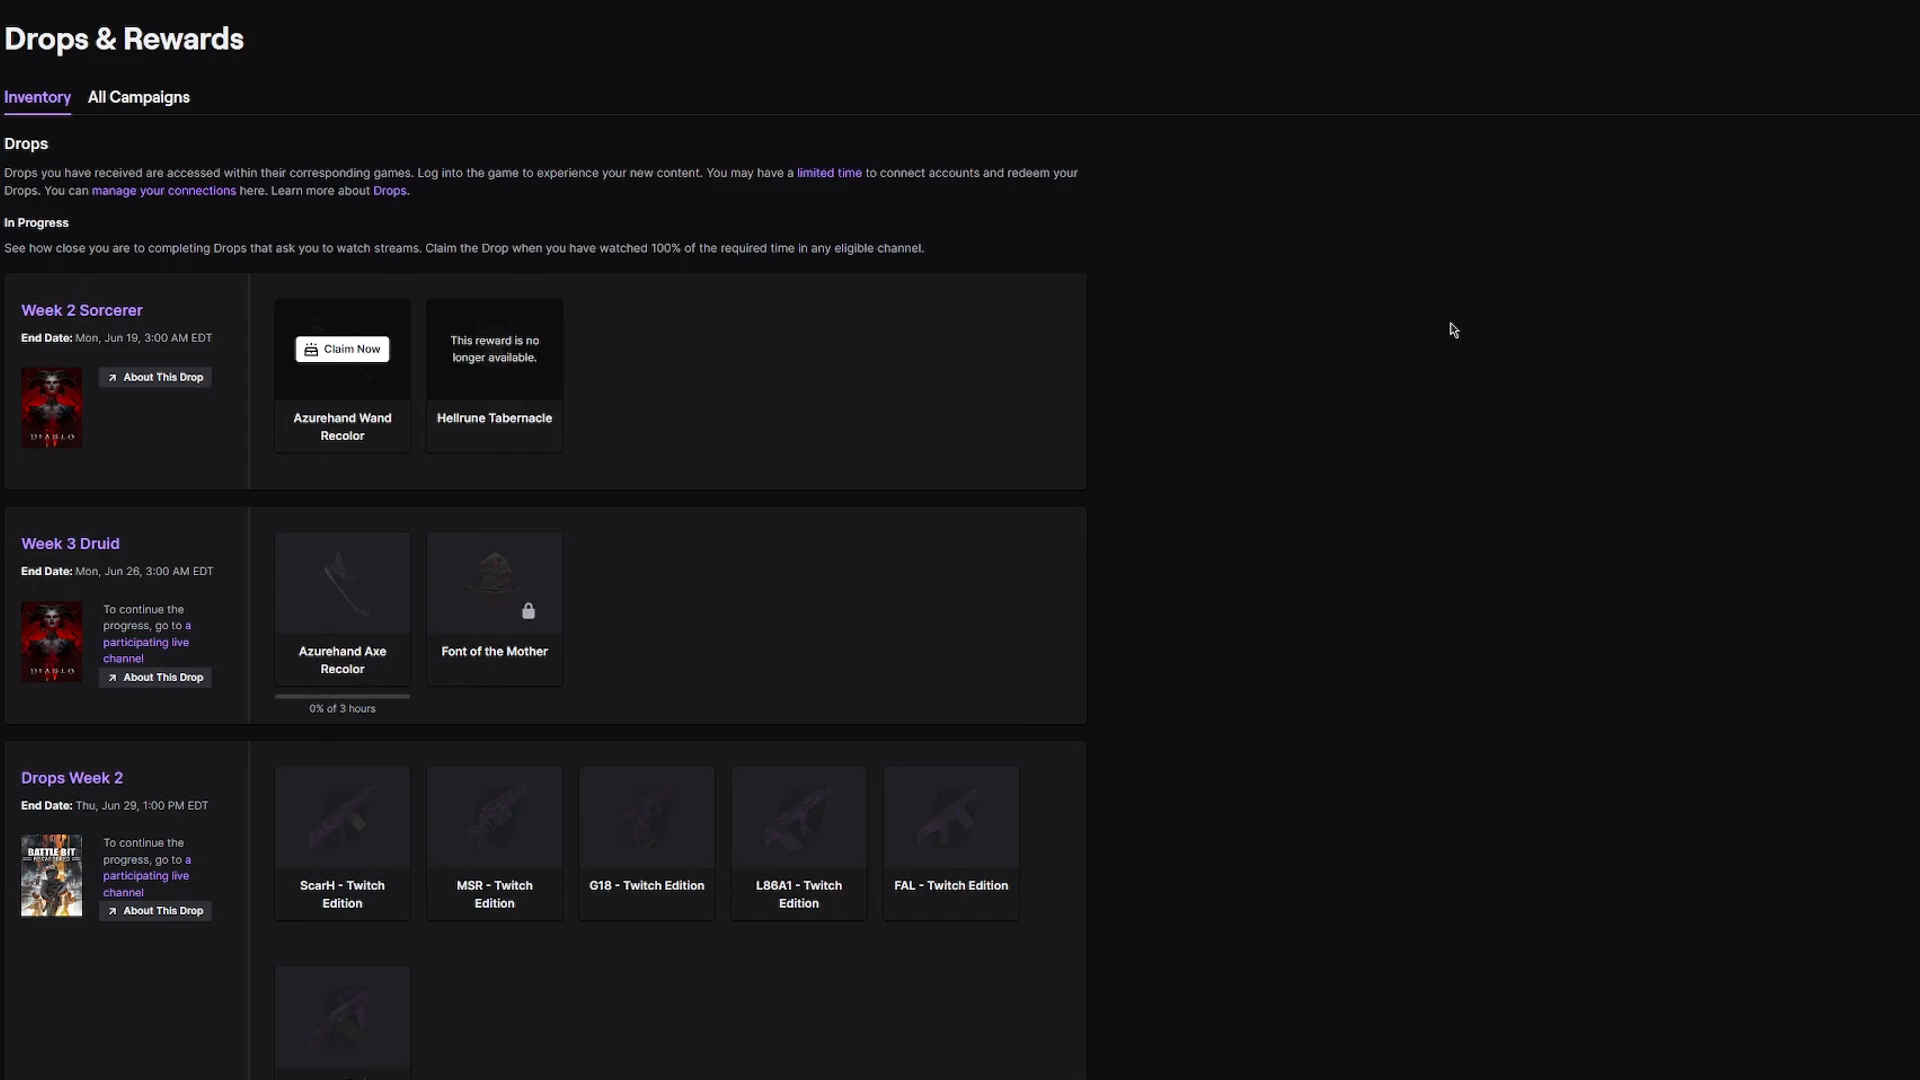 Drops & Rewards
Inventory All Campaigns
Drops
Drops you have received are accessed within their corresponding games. Log into the game to experience your new content. You may have a limited time to connect accounts and redeem your
Drops. You can manage your connections here. Learn more about Drops.
In Progress
See how close you are to completing Drops that ask you to watch streams. Claim the Drop when you have watched 100% of the required time in any eligible channel.
Week 2 Sorcerer
End Date: Mon, Jun 19, 3:00 AM EDT
About This Drop
DIABLO
Claim Now
Azurehand Wand
Recolor
This reward is no
longer available.
Hellrune Tabernacle
Week 3 Druid
End Date: Mon, Jun 26, 3:00 AM EDT
To continue the
progress, go to a
participating live
channel
About This Drop
DIABLO
Azurehand Axe
Recolor
0% of 3 hours
Font of the Mother
Drops Week 2
End Date: Thu, Jun 29, 1:00 PM EDT
BATTLE BIT
REMASTERED
To continue the
progress, go to a
participating live
channel
About This Drop
ScarH - Twitch
Edition
MSR - Twitch
Edition
G18 - Twitch Edition
L86A1 - Twitch
Edition
FAL - Twitch Edition